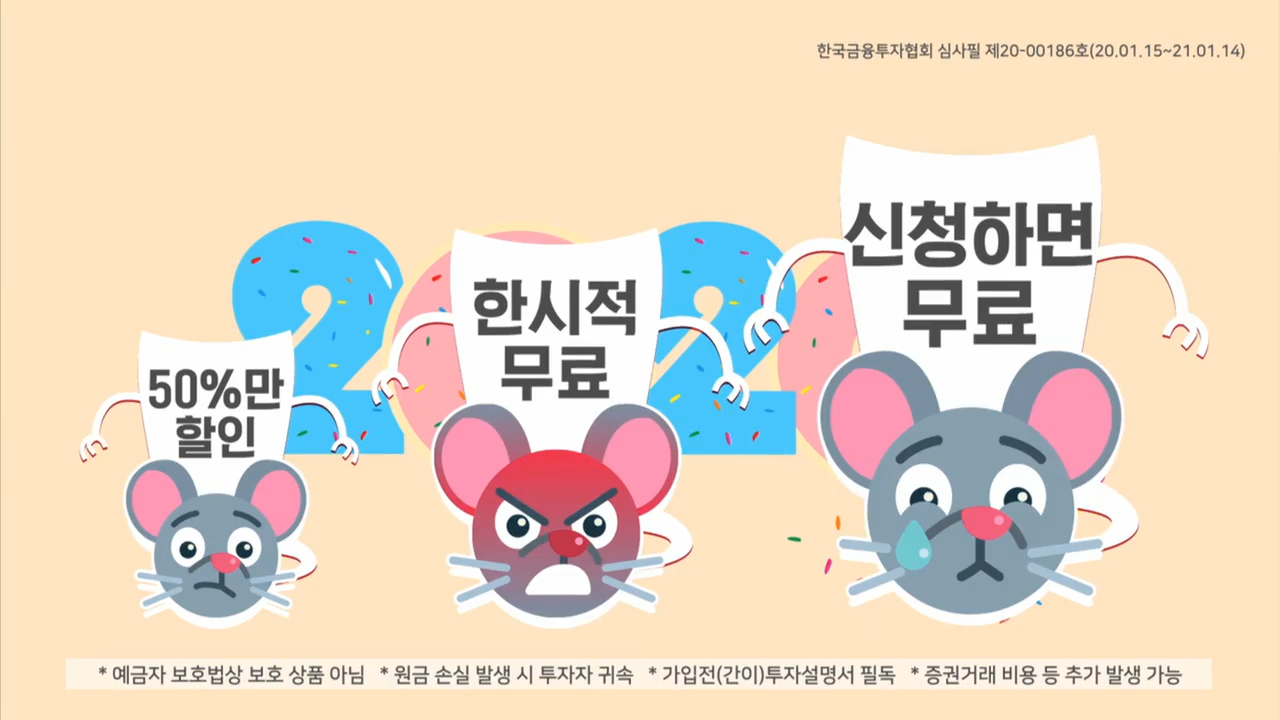 한국금융투자협회 심사필 제20-00186호(20.01.15~21.01.14)
2020
50%만
할인
한시적
무료
신청하면
무료
* 예금자 보호법상 보호 상품 아님 * 원금 손실 발생 시 투자자 귀속 * 가입전(간이)투자설명서 필독 * 증권거래 비용 등 추가 발생 가능